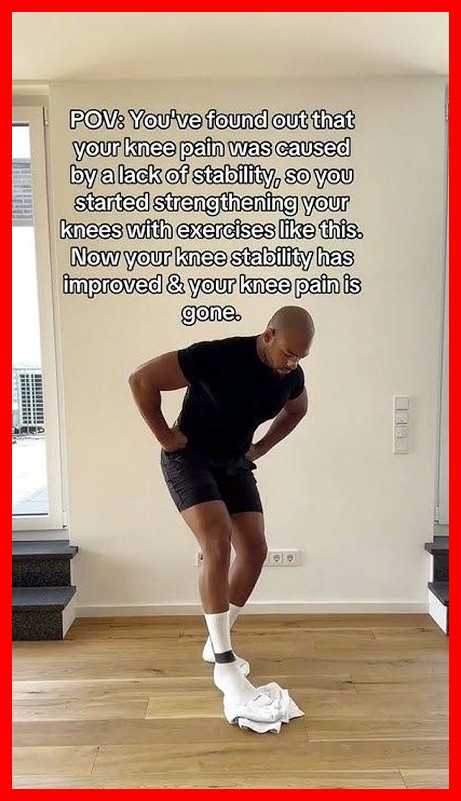 POV: You've found out that
your knee pain was caused
by a lack of stability, so you
started strengthening your
knees with exercises like this.
Now your knee stability has
improved & your knee pain is
gone.